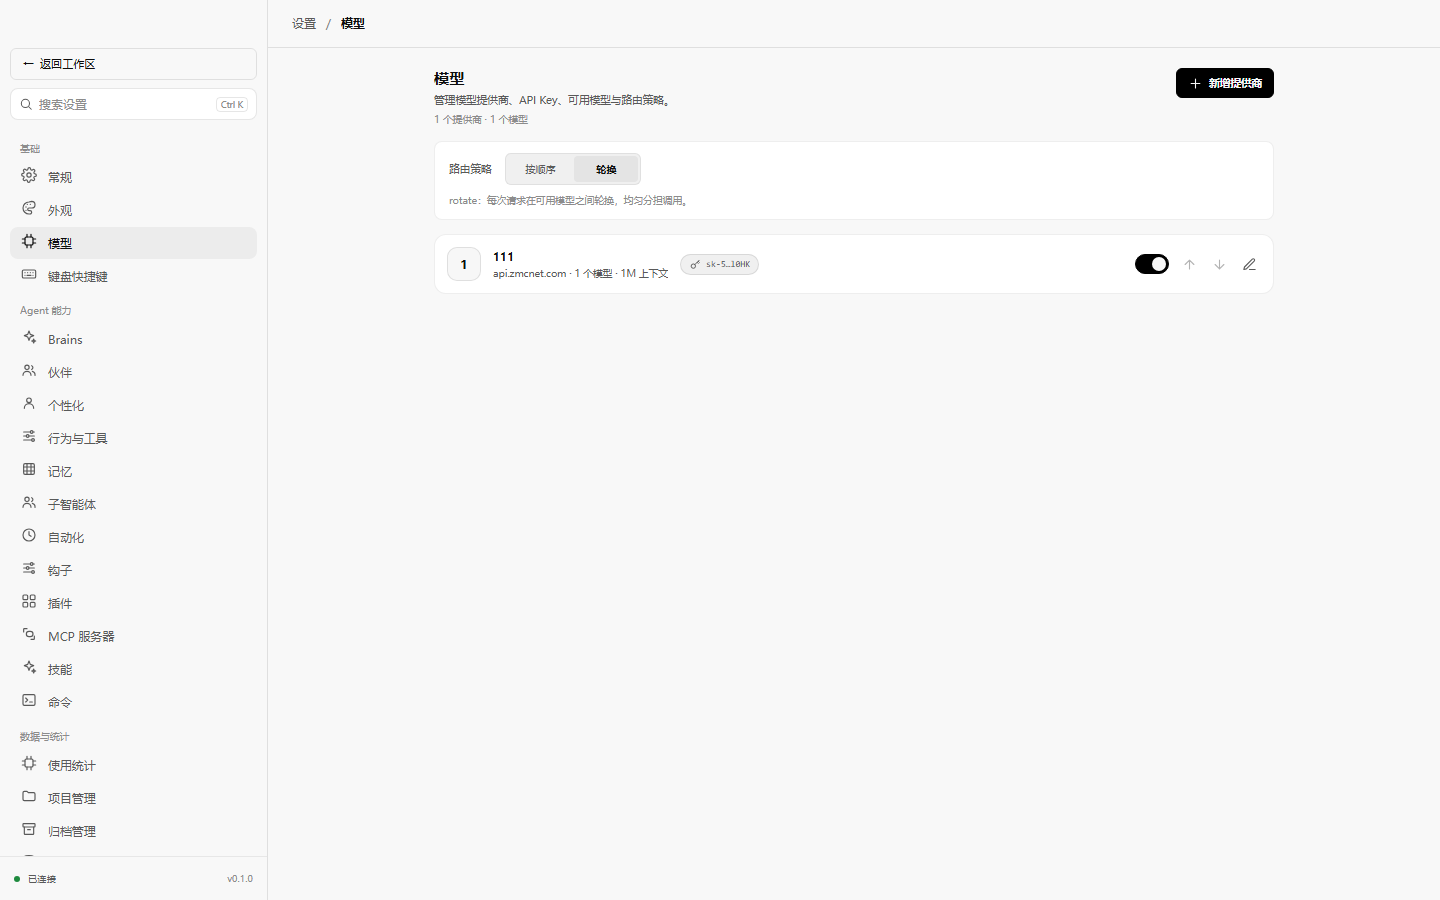 ← 返回工作区
搜索设置 Ctrl K
基础
常规
外观
模型
键盘快捷键
Agent 能力
Brains
伙伴
个性化
行为与工具
记忆
子智能体
自动化
钩子
插件
MCP 服务器
技能
命令
数据与统计
使用统计
项目管理
归档管理
已连接 v0.1.0
设置 / 模型
模型
管理模型提供商、API Key、可用模型与路由策略。
1 个提供商 · 1 个模型
+ 新增提供商
路由策略 按顺序 轮换
rotate：每次请求在可用模型之间轮换，均匀分担调用。
1
111
api.zmcnet.com · 1 个模型 · 1M 上下文
sk-5…10HK